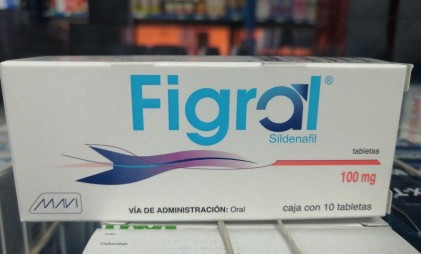 Figral®
Sildenafil
tabletas
100 mg
MAVI
VÍA DE ADMINISTRACIÓN: Oral
caja con 10 tabletas